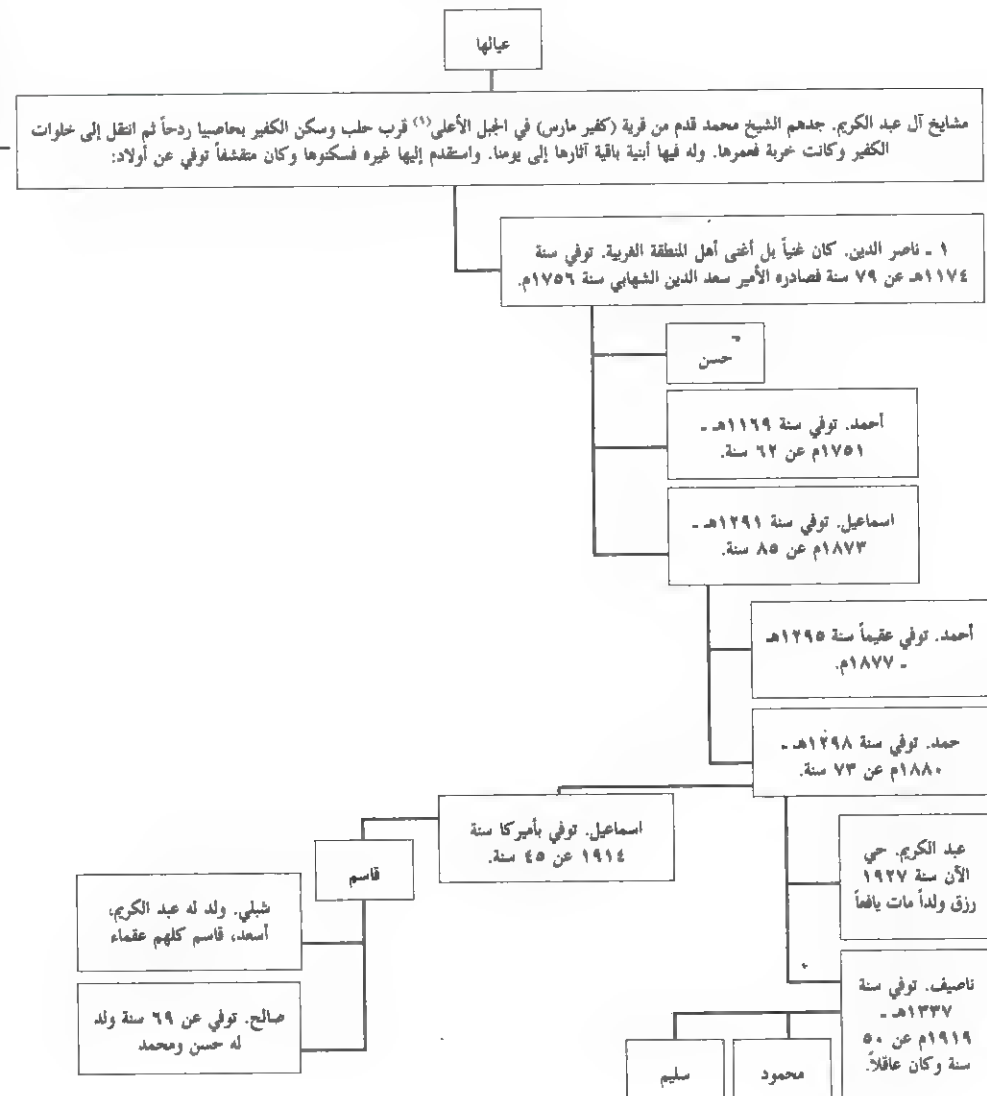 عيالها
مشايخ آل عبد الكريم. جدهم الشيخ محمد قدم من قرية (كفير مارس) في الجبل الأعلى(١) قرب حلب وسكن الكفير بحاصبيا ردحاً ثم انتقل إلى خلوات
الكفير وكانت خربة فعمرها. وله فيها أبنية باقية آثارها إلى يومنا. واستقدم إليها غيره فسكنوها وكان متقشفاً توفي عن أولاد:
١ ـ ناصر الدين. كان غنياً بل أغنى أهل المنطقة الغربية. توفي سنة
١١٧٤هـ عن ٧٩ سنة فصادره الأمير سعد الدين الشهابي سنة ١٧٥٦م.
حسن
أحمد. توفي سنة ١١٦٩هـ ـ
١٧٥١م عن ٦٢ سنة.
اسماعيل. توفي سنة ١٢٩١هـ ـ
١٨٧٣م عن ٨٥ سنة.
أحمد. توفي عقيماً سنة ١٢٩٥هـ
ـ ١٨٧٧م.
حمد. توفي سنة ١٢٩٨هـ ـ
١٨٨٠م عن ٧٣ سنة.
عبد الكريم. حي
الآن سنة ١٩٢٧
رزق ولداً مات يافعاً
اسماعيل. توفي بأميركا سنة
١٩١٤ عن ٤٥ سنة.
قاسم
شبلي. ولد له عبد الكريم،
أسعد، قاسم كلهم عقماء
صالح. توفي عن ٦٩ سنة ولد
له حسن ومحمد
ناصيف. توفي سنة
١٣٣٧هـ ـ
١٩١٩م عن ٥٠
سنة وكان عاقلاً.
محمود
سليم